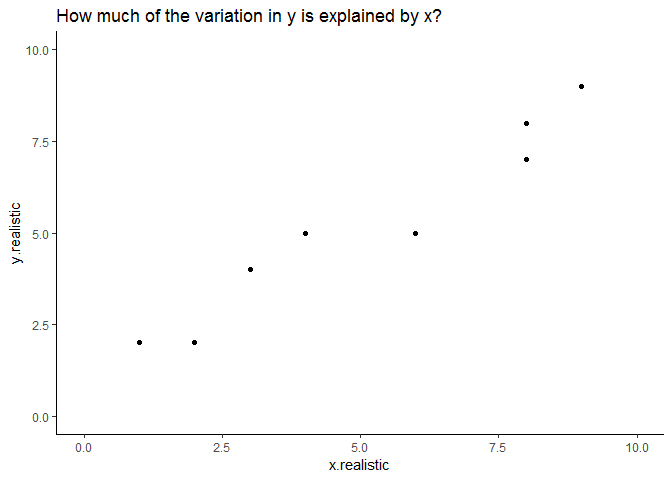 How much of the variation in y is explained by x?
10.0
7.5
5.0
2.5
0.0
y.realistic
0.0 2.5 5.0 7.5 10.0
x.realistic